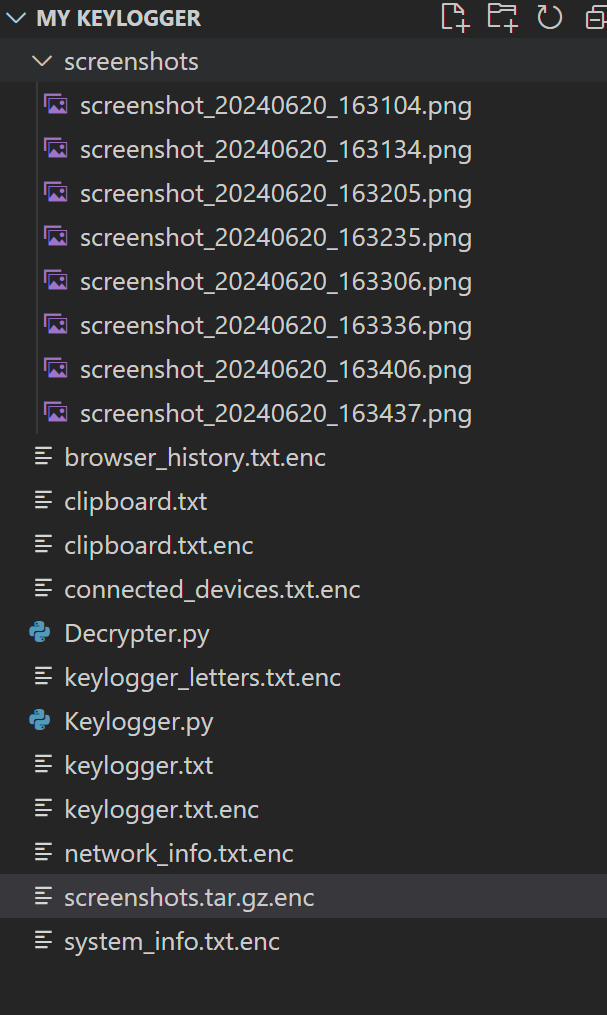 MY KEYLOGGER
screenshots
screenshot_20240620_163104.png
screenshot_20240620_163134.png
screenshot_20240620_163205.png
screenshot_20240620_163235.png
screenshot_20240620_163306.png
screenshot_20240620_163336.png
screenshot_20240620_163406.png
screenshot_20240620_163437.png
browser_history.txt.enc
clipboard.txt
clipboard.txt.enc
connected_devices.txt.enc
Decrypter.py
keylogger_letters.txt.enc
Keylogger.py
keylogger.txt
keylogger.txt.enc
network_info.txt.enc
screenshots.tar.gz.enc
system_info.txt.enc